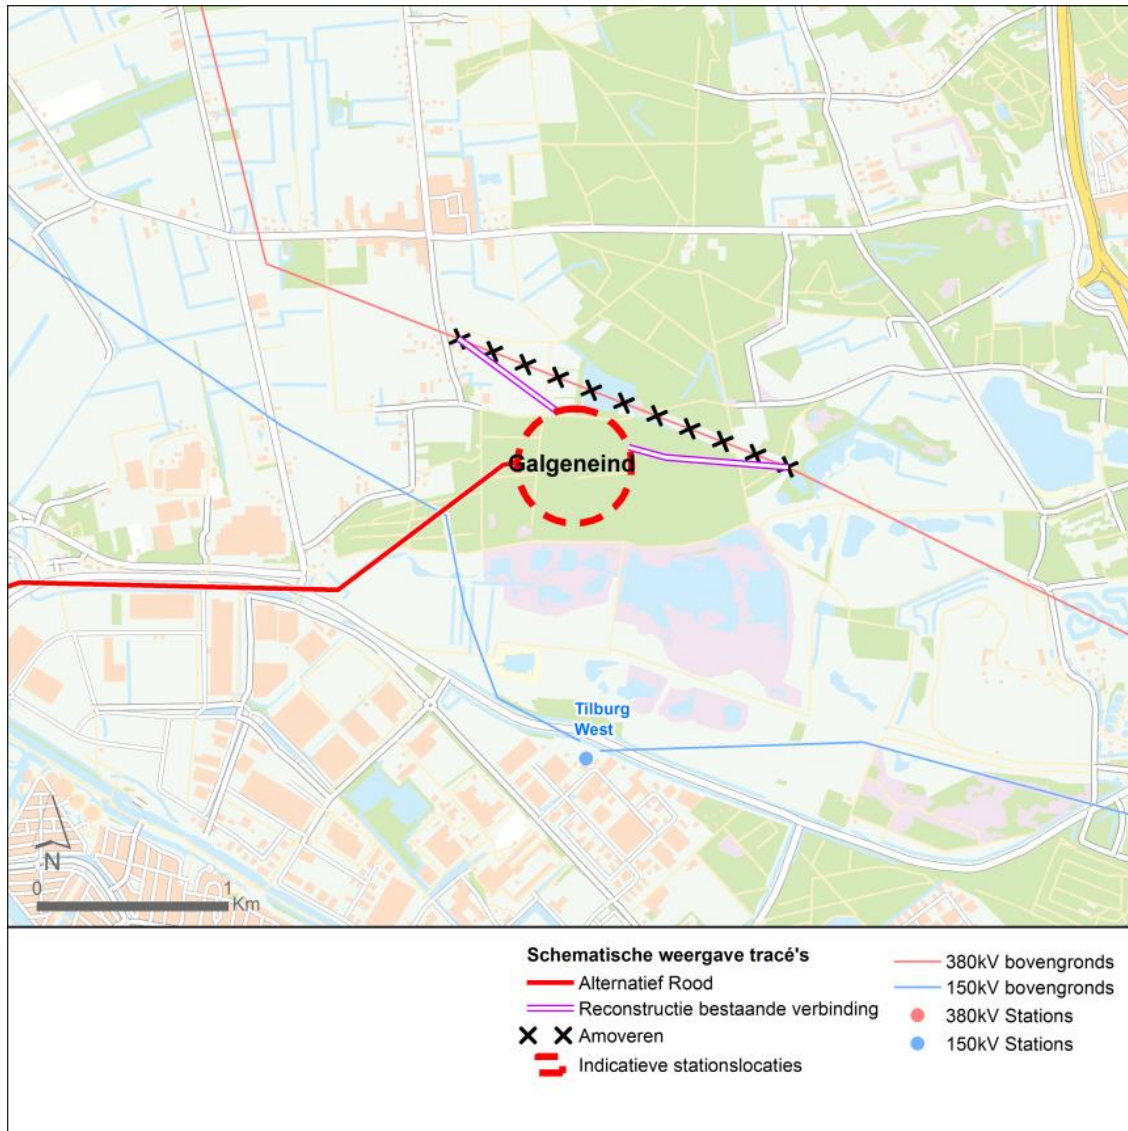 Galgeneind
Tilburg
West
N
0 1
Km
Schematische weergave tracé's
Alternatief Rood
Reconstructie bestaande verbinding
Amoveren
Indicatieve stationslocaties
380kV bovengronds
150kV bovengronds
380kV Stations
150kV Stations